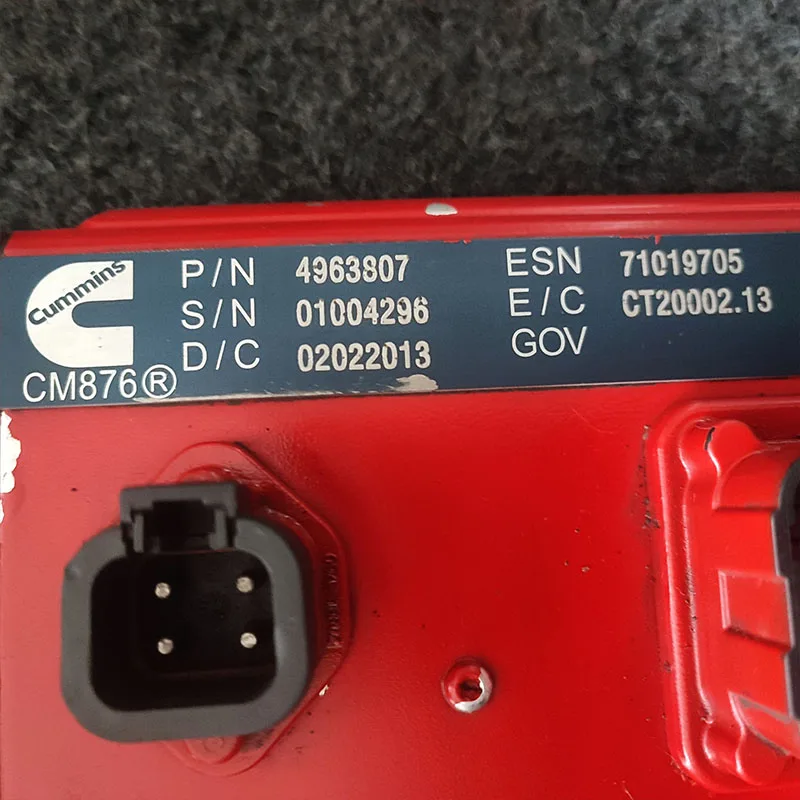 Cummins
CM876®
P/N 4963807
S/N 01004296
D/C 02022013
ESN 71019705
E/C CT20002.13
GOV